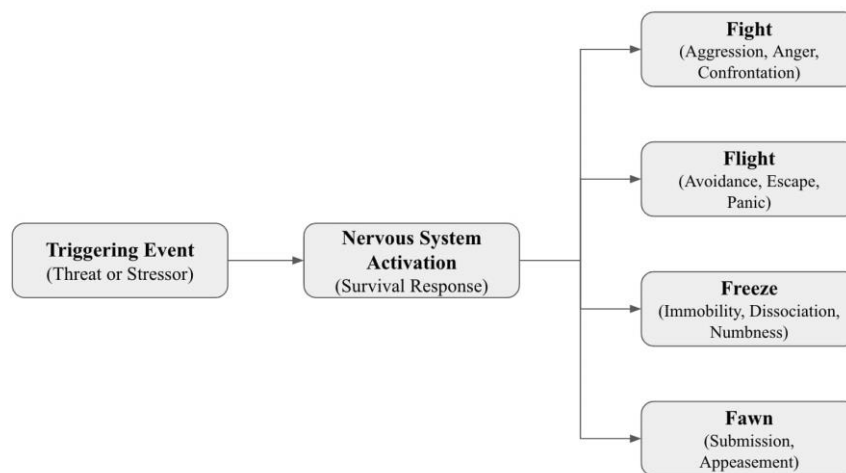 Triggering Event
(Threat or Stressor)
Nervous System
Activation
(Survival Response)
Fight
(Aggression, Anger,
Confrontation)
Flight
(Avoidance, Escape,
Panic)
Freeze
(Immobility, Dissociation,
Numbness)
Fawn
(Submission,
Appeasement)